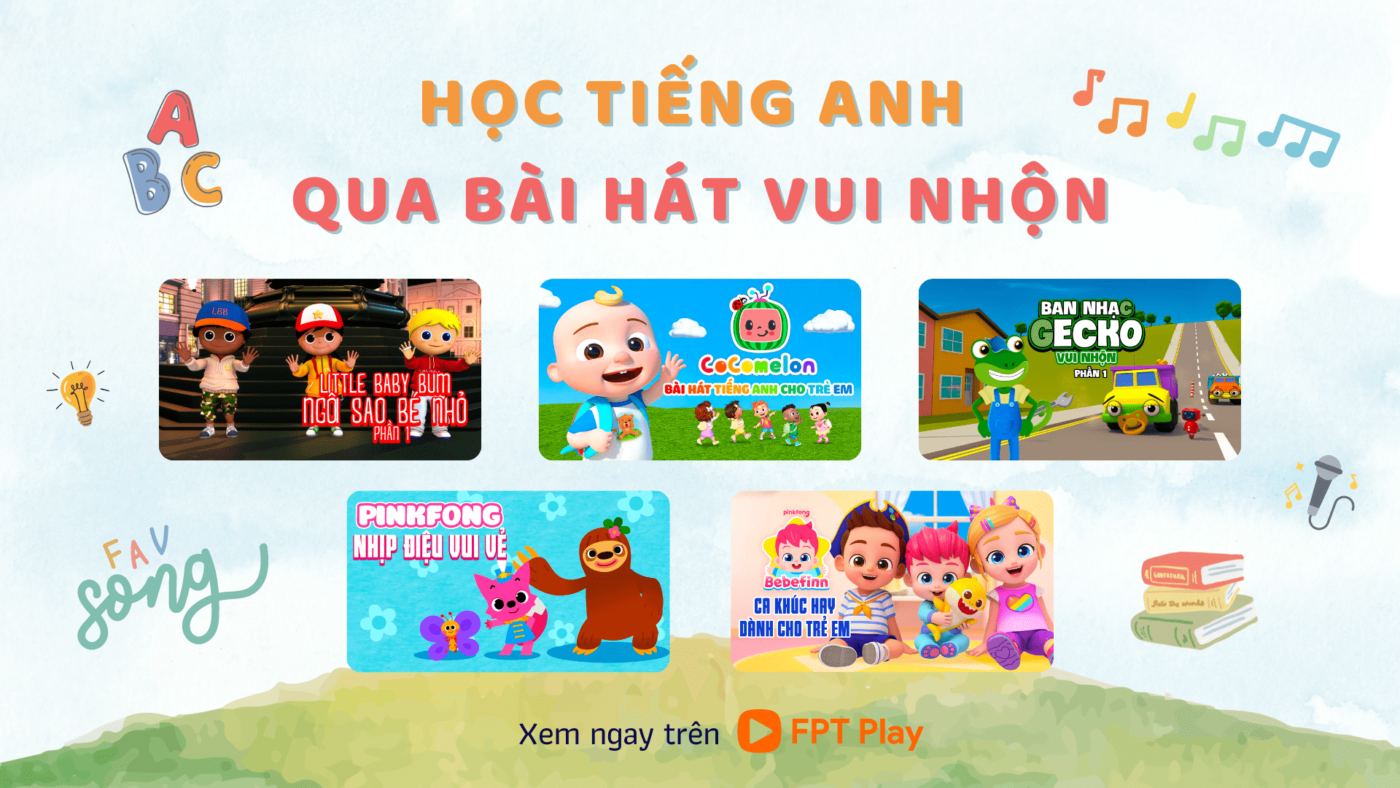 HỌC TIẾNG ANH
QUA BÀI HÁT VUI NHỘN
A
B C
LBB
LITTLE BABY BUM
NGÔI SAO BÉ NHỎ
PHẦN 1
CoComelon
BÀI HÁT TIẾNG ANH CHO TRẺ EM
BAN NHẠC
GECKO
VUI NHỘN
PHẦN 1
FAV
song
PINKFONG
NHỊP ĐIỆU VUI VẺ
pinkfong
Bebefinn
CA KHÚC HAY
DÀNH CHO TRẺ EM
Xem ngay trên FPT Play